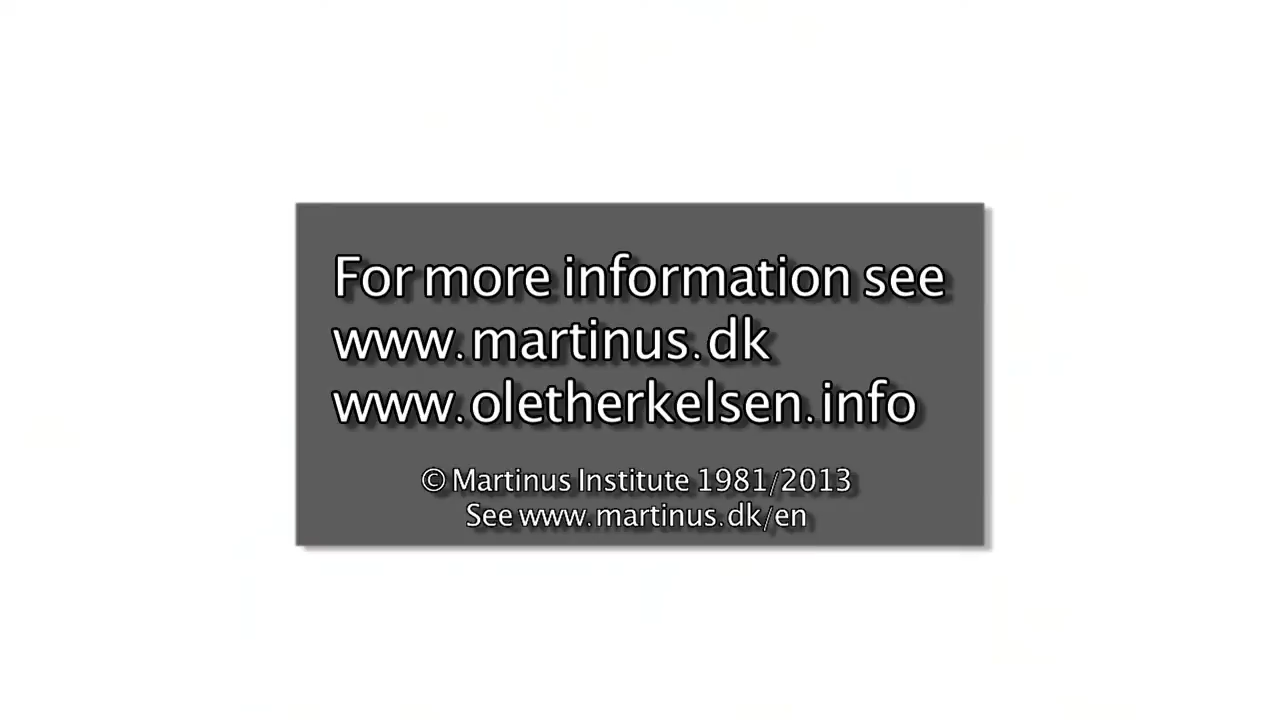 For more information see
www.martinus.dk
www.oletherkelsen.info
© Martinus Institute 1981/2013
See www.martinus.dk/en